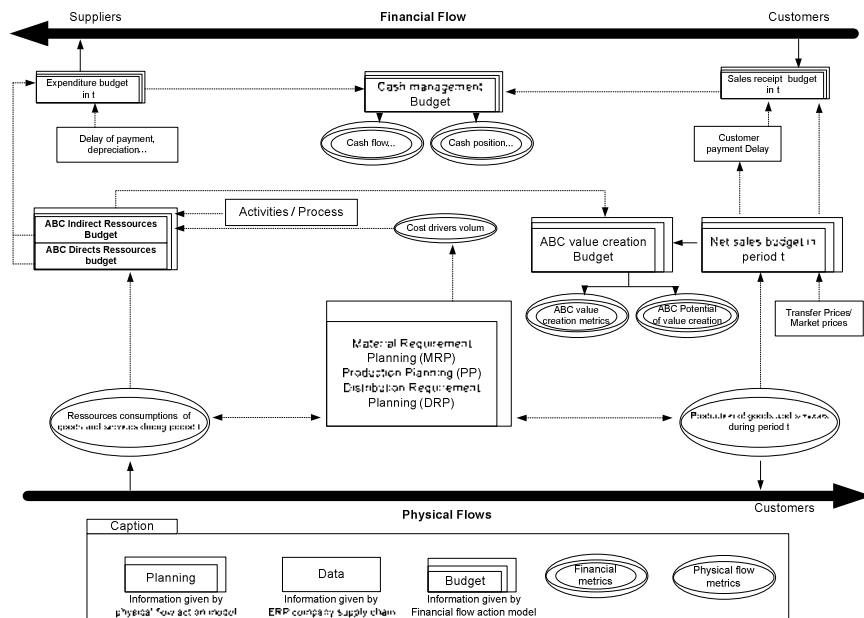 Suppliers
Financial Flow
Customers
Expenditure budget
in t
Cash management
Budget
Sales receipt budget
in t
Delay of payment,
depreciation...
Cash flow,..
Cash position,..
Customer
payment Delay
ABC Indirect Ressources
Budget
ABC Directs Ressources
budget
Activities / Process
Cost drivers volum
ABC value creation
Budget
Net sales budget in
period t
ABC value
creation metrics
ABC Potential
of value creation
Transfer Prices/
Market prices
Material Requirement
Planning (MRP)
Production Planning (PP)
Distribution Requirement
Planning (DRP)
Ressources consumptions of
goods and services during period t
of goods and services
during period t
Physical Flows
Customers
Caption
Planning
Data
Budget
Financial
metrics
Physical flow
metrics
Information given by
physical flow action model
Information given by
ERP company supply chain
Information given by
Financial flow action model